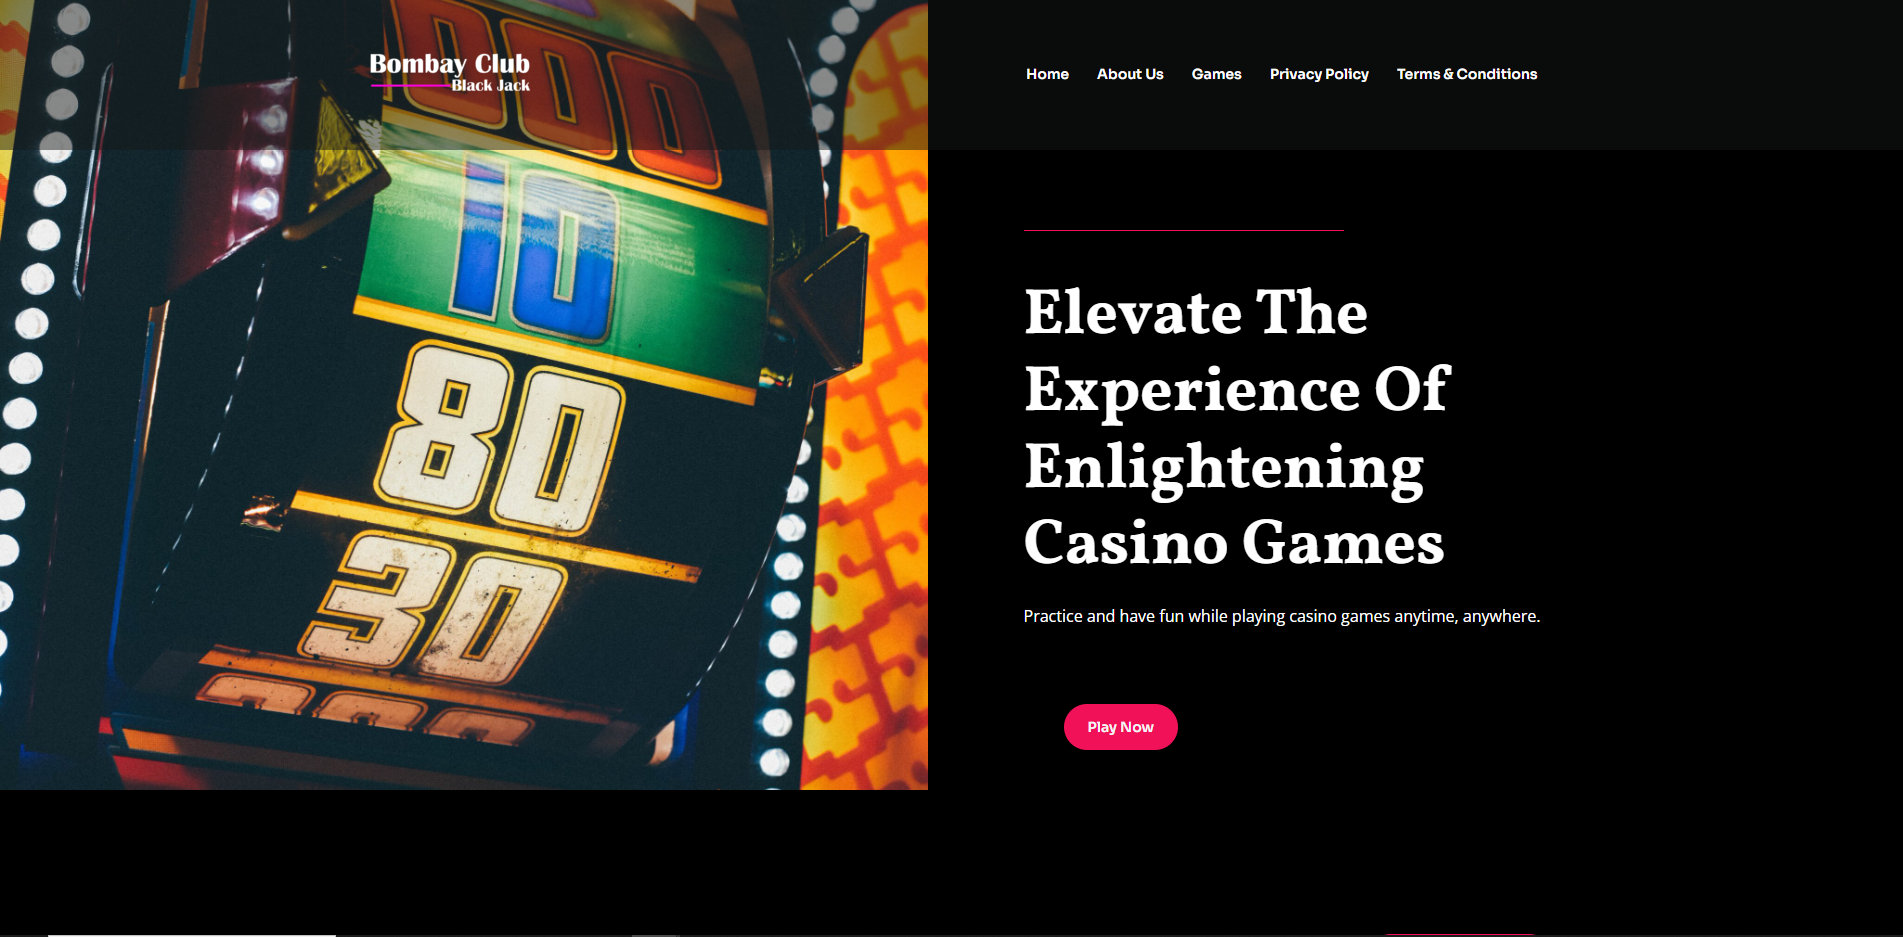 Bombay Club
Black Jack
Home About Us Games Privacy Policy Terms & Conditions
00
10
80
30
Elevate The
Experience Of
Enlightening
Casino Games
Practice and have fun while playing casino games anytime, anywhere.
Play Now